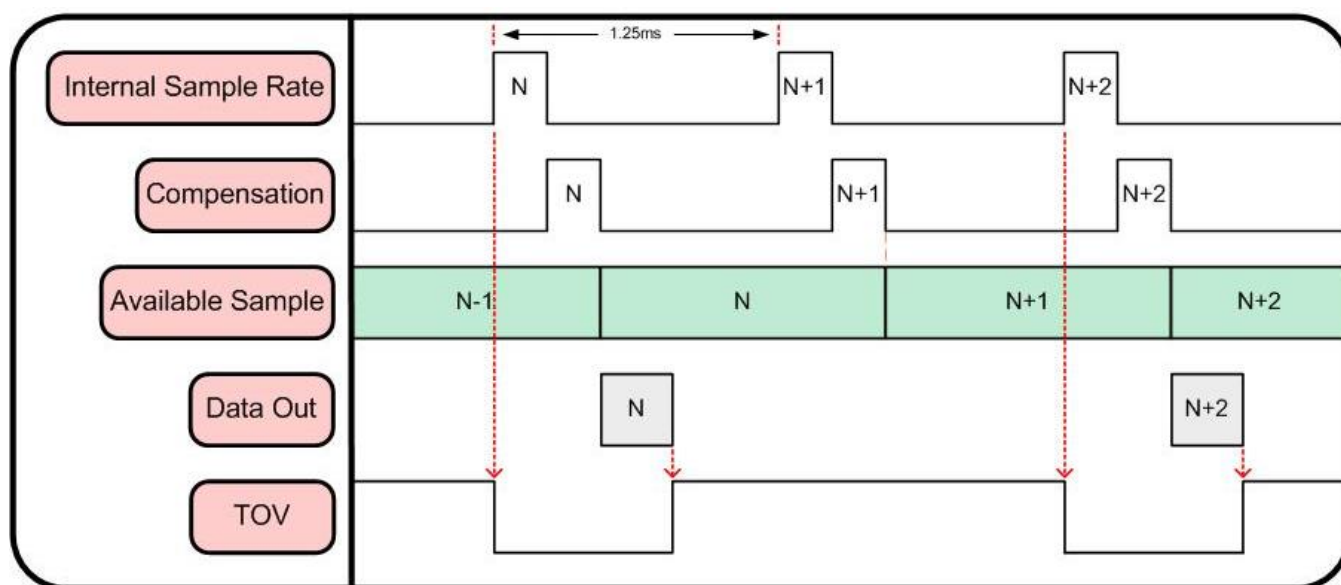 1.25ms
Internal Sample Rate
N
N+1
N+2
Compensation
N
N+1
N+2
Available Sample
N-1
N
N+1
N+2
Data Out
N
N+2
TOV